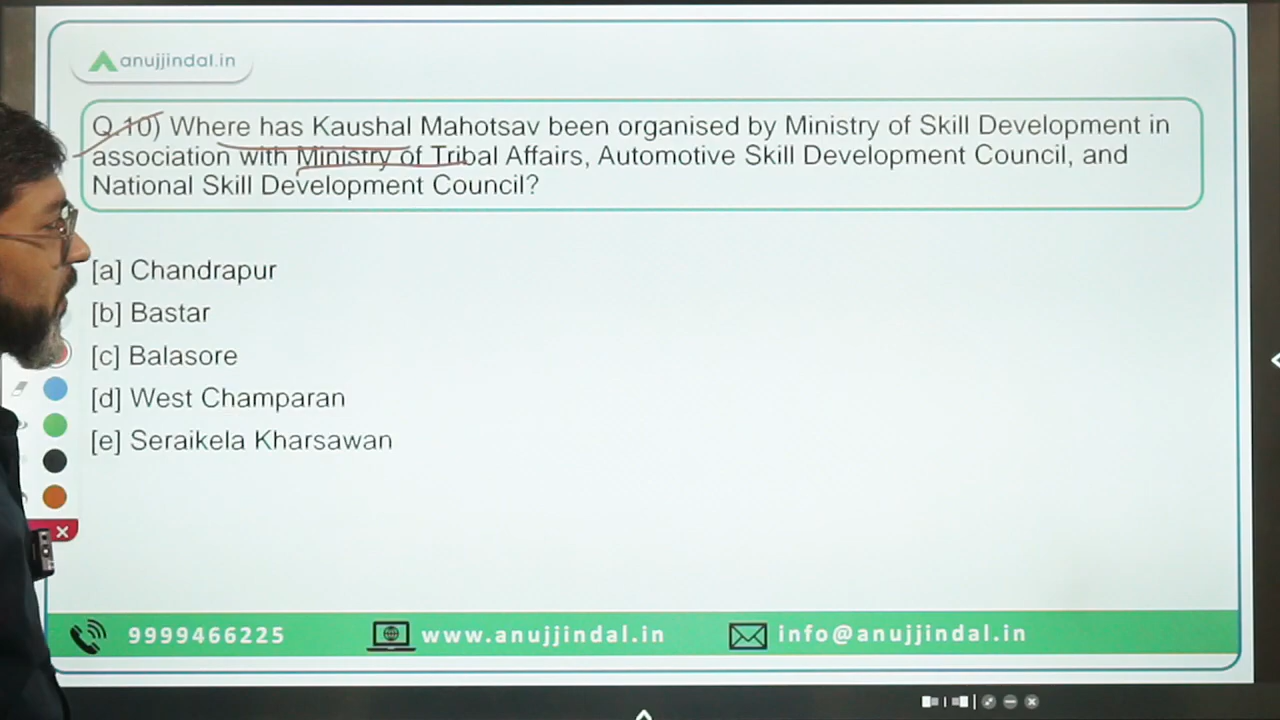 anujjindal.in
Q.10) Where has Kaushal Mahotsav been organised by Ministry of Skill Development in
association with Ministry of Tribal Affairs, Automotive Skill Development Council, and
National Skill Development Council?
[a] Chandrapur
[b] Bastar
[c] Balasore
[d] West Champaran
[e] Seraikela Kharsawan
9999466225 www.anujjindal.in info@anujjindal.in